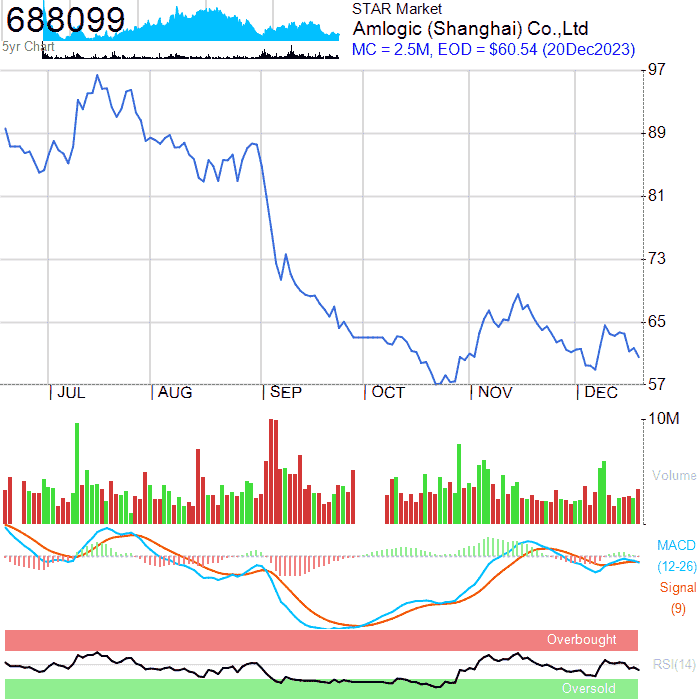 688099
5yr Chart
STAR Market
Amlogic (Shanghai) Co.,Ltd
MC = 2.5M, EOD = $60.54 (20Dec2023)
97
89
81
73
65
57
JUL AUG SEP OCT NOV DEC
10M
Volume
MACD
(12-26)
Signal
(9)
Overbought
RSI(14)
Oversold